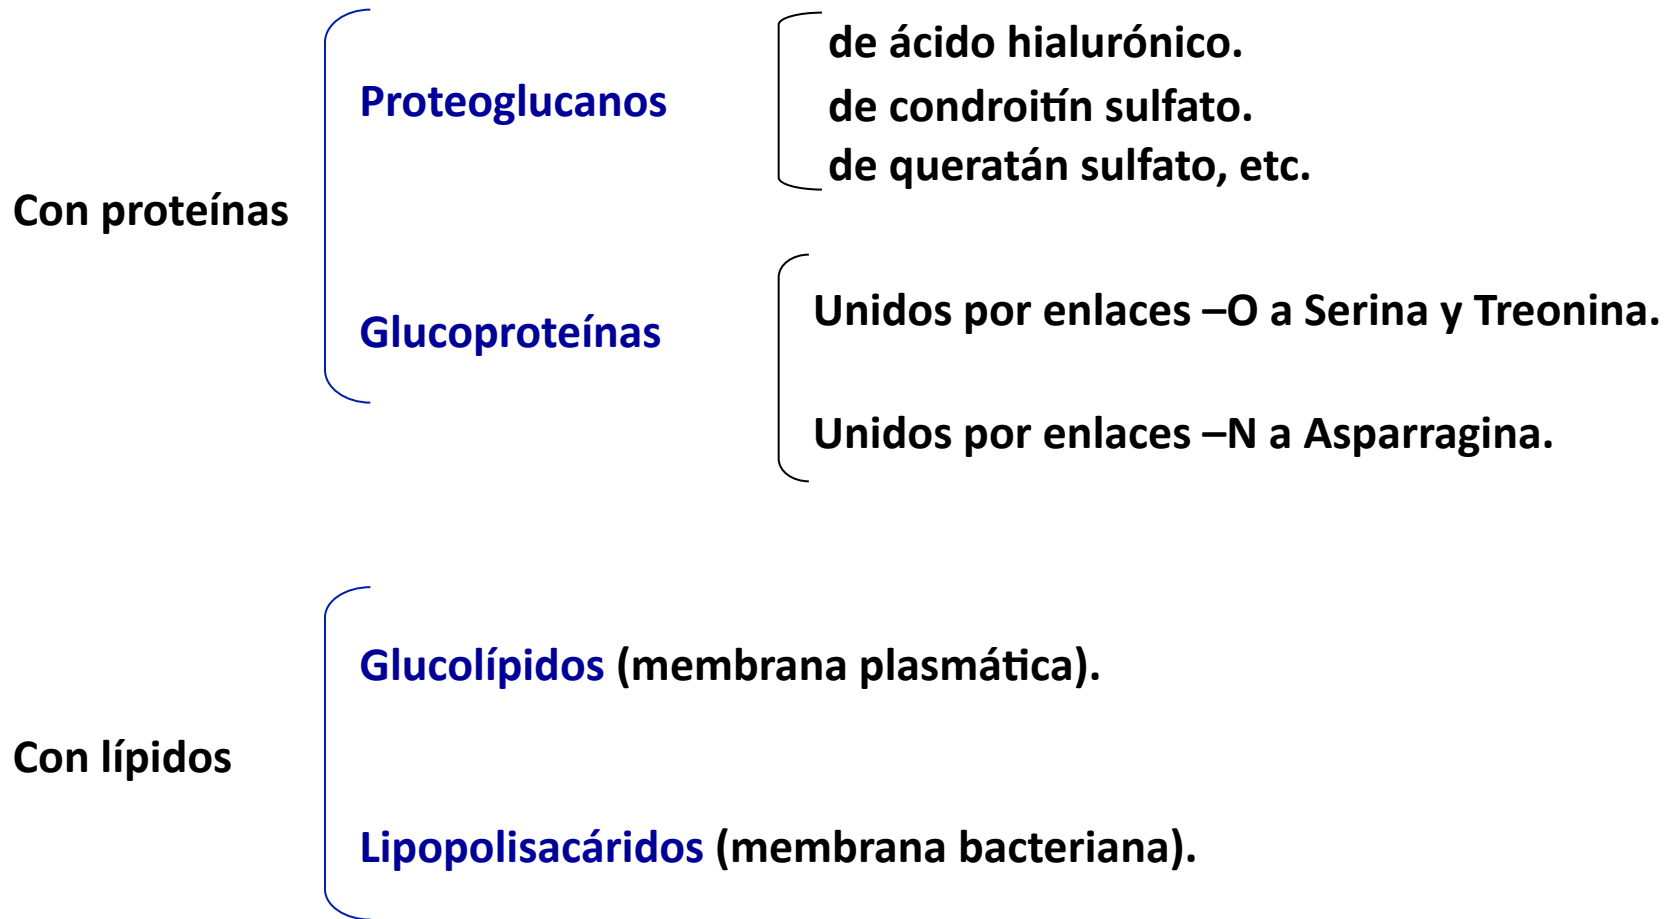 Con proteínas
Proteoglucanos
de ácido hialurónico.
de condroitín sulfato.
de queratán sulfato, etc.
Glucoproteínas
Unidos por enlaces –O a Serina y Treonina.
Unidos por enlaces –N a Asparragina.
Con lípidos
Glucolípidos (membrana plasmática).
Lipopolisacáridos (membrana bacteriana).